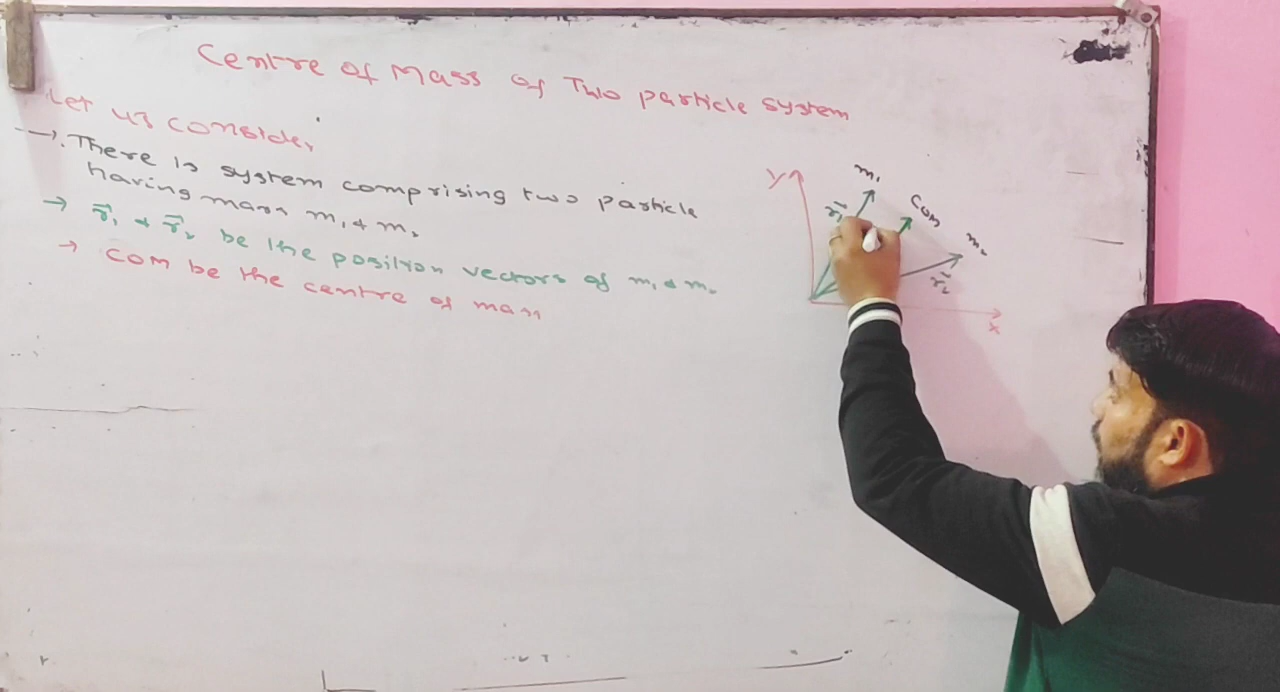 Centre of Mass of Two particle system
Let us consider
→ There is system comprising two particle
having mass m₁ & m₂
→ r⃗₁ & r⃗₂ be the position vectors of m₁ & m₂
→ COM be the centre of mass
Y
m₁
r⃗₁
COM
m₂
r⃗₂
X